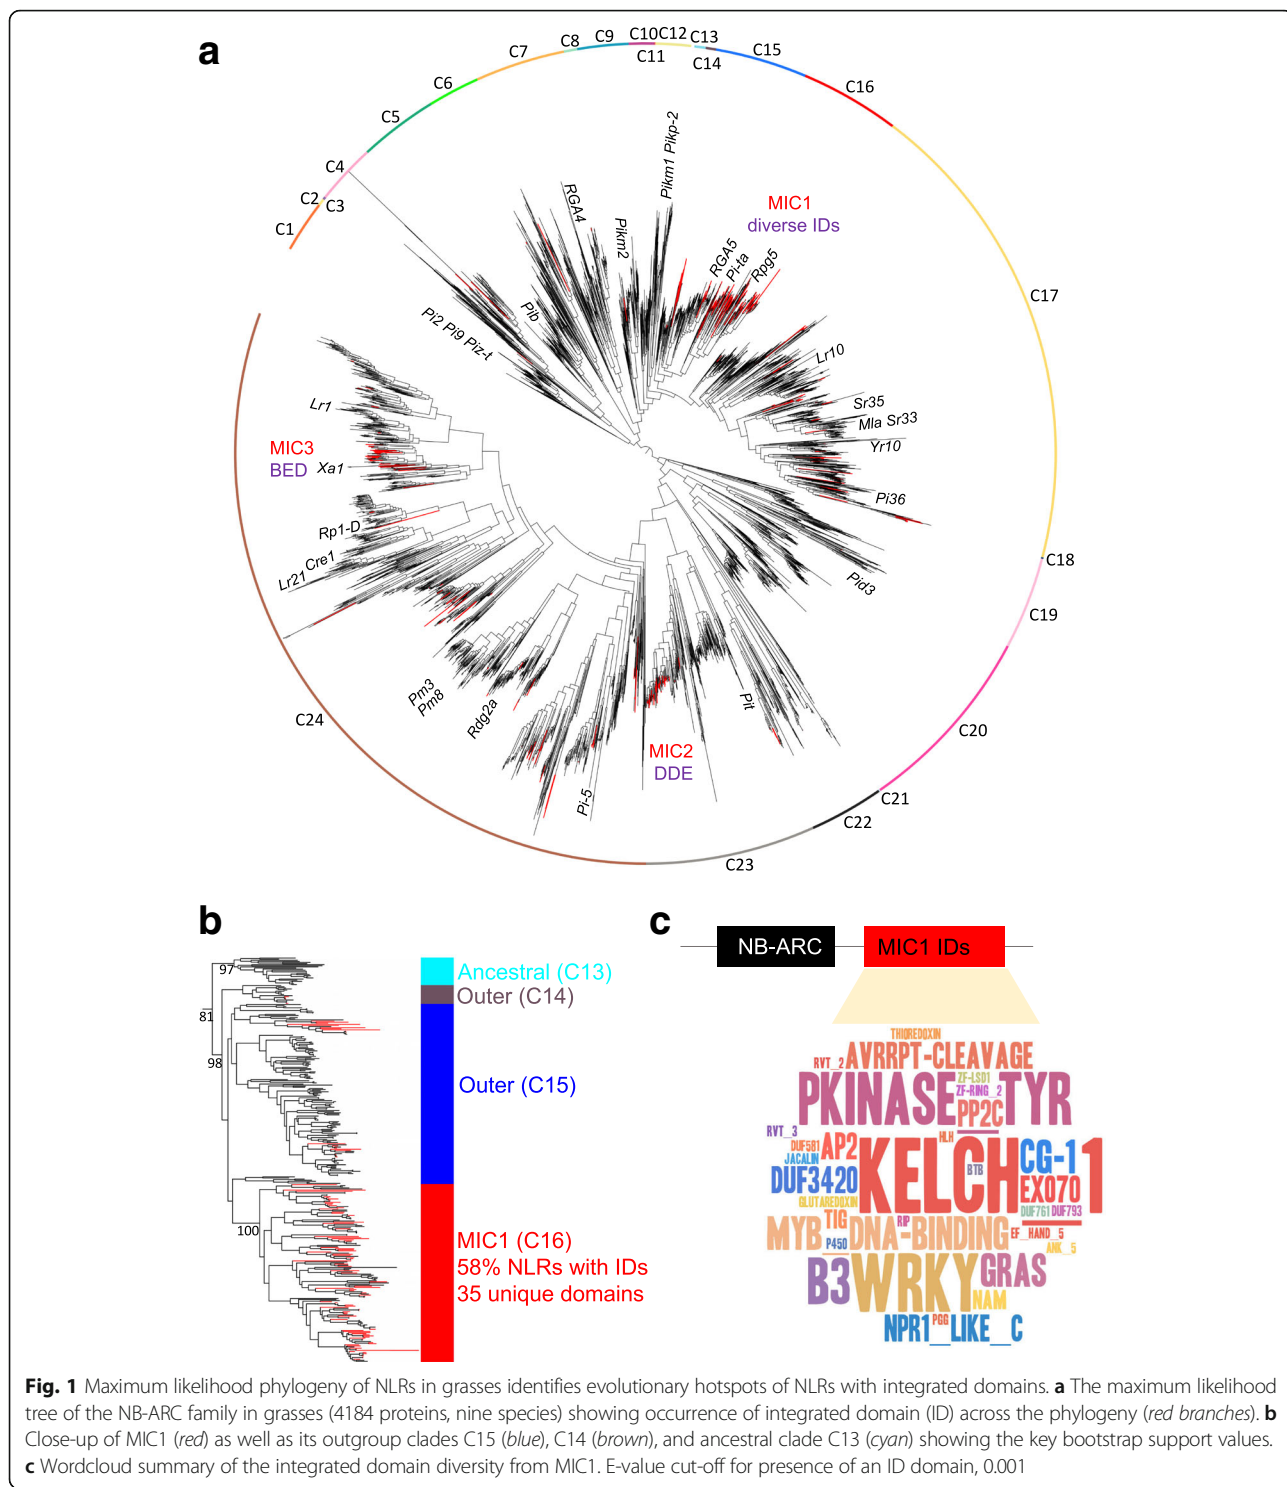 a
C1
C2
C3
C4
C5
C6
C7
C8
C9
C10
C11
C12
C13
C14
C15
C16
C17
C18
C19
C20
C21
C22
C23
C24
Pi2 Pi9 Piz-t
Pib
RGA4
Pikm2
Pikm1 Pikp-2
MIC1
diverse IDs
RGA5
Pi-ta
Rpg5
Lr10
Sr35
Mla Sr33
Yr10
Pi36
Pid3
Pit
MIC2
DDE
Pi-5
Rdg2a
Pm3
Pm8
Lr21
Cre1
Rp1-D
Xa1
MIC3
BED
Lr1
b
97
81
98
100
Ancestral (C13)
Outer (C14)
Outer (C15)
MIC1 (C16)
58% NLRs with IDs
35 unique domains
c
NB-ARC
MIC1 IDs
THIOREDOXIN
RVT_2
AVRRPT-CLEAVAGE
PKINASE
ZF-LSD1
ZF-RING_2
PP2C
TYR
RVT_3
DUF581
JACALIN
AP2
HLH
KELCH
BTB
CG-1
1
DUF3420
EXO70
GLUTAREDOXIN
DUF761
DUF793
MYB
TIG
P450
RIP
DNA-BINDING
EF_HAND_5
ANK_5
B3
WRKY
GRAS
NAM
NPR1_LIKE_C
PGG
Fig. 1 Maximum likelihood phylogeny of NLRs in grasses identifies evolutionary hotspots of NLRs with integrated domains. a The maximum likelihood
tree of the NB-ARC family in grasses (4184 proteins, nine species) showing occurrence of integrated domain (ID) across the phylogeny (red branches). b
Close-up of MIC1 (red) as well as its outgroup clades C15 (blue), C14 (brown), and ancestral clade C13 (cyan) showing the key bootstrap support values.
c Wordcloud summary of the integrated domain diversity from MIC1. E-value cut-off for presence of an ID domain, 0.001